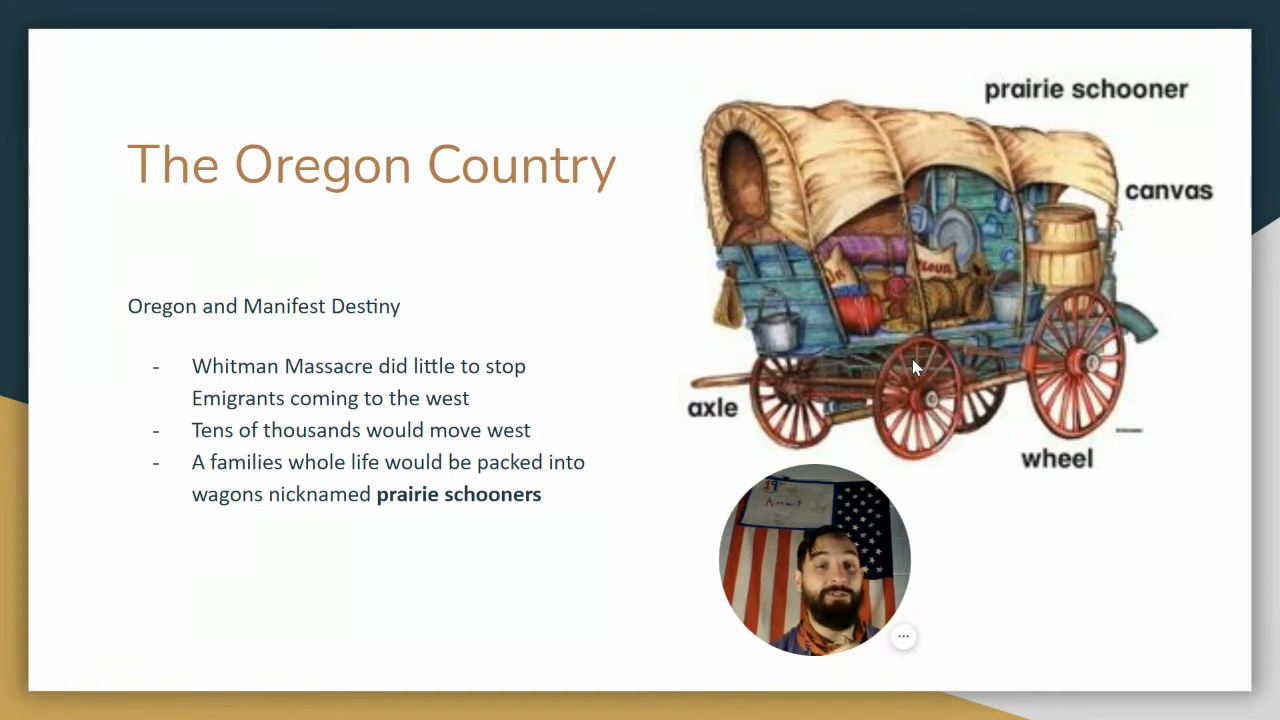 The Oregon Country
Oregon and Manifest Destiny
- Whitman Massacre did little to stop
Emigrants coming to the west
- Tens of thousands would move west
- A families whole life would be packed into
wagons nicknamed prairie schooners
prairie schooner
canvas
FLOUR
axle
wheel
19